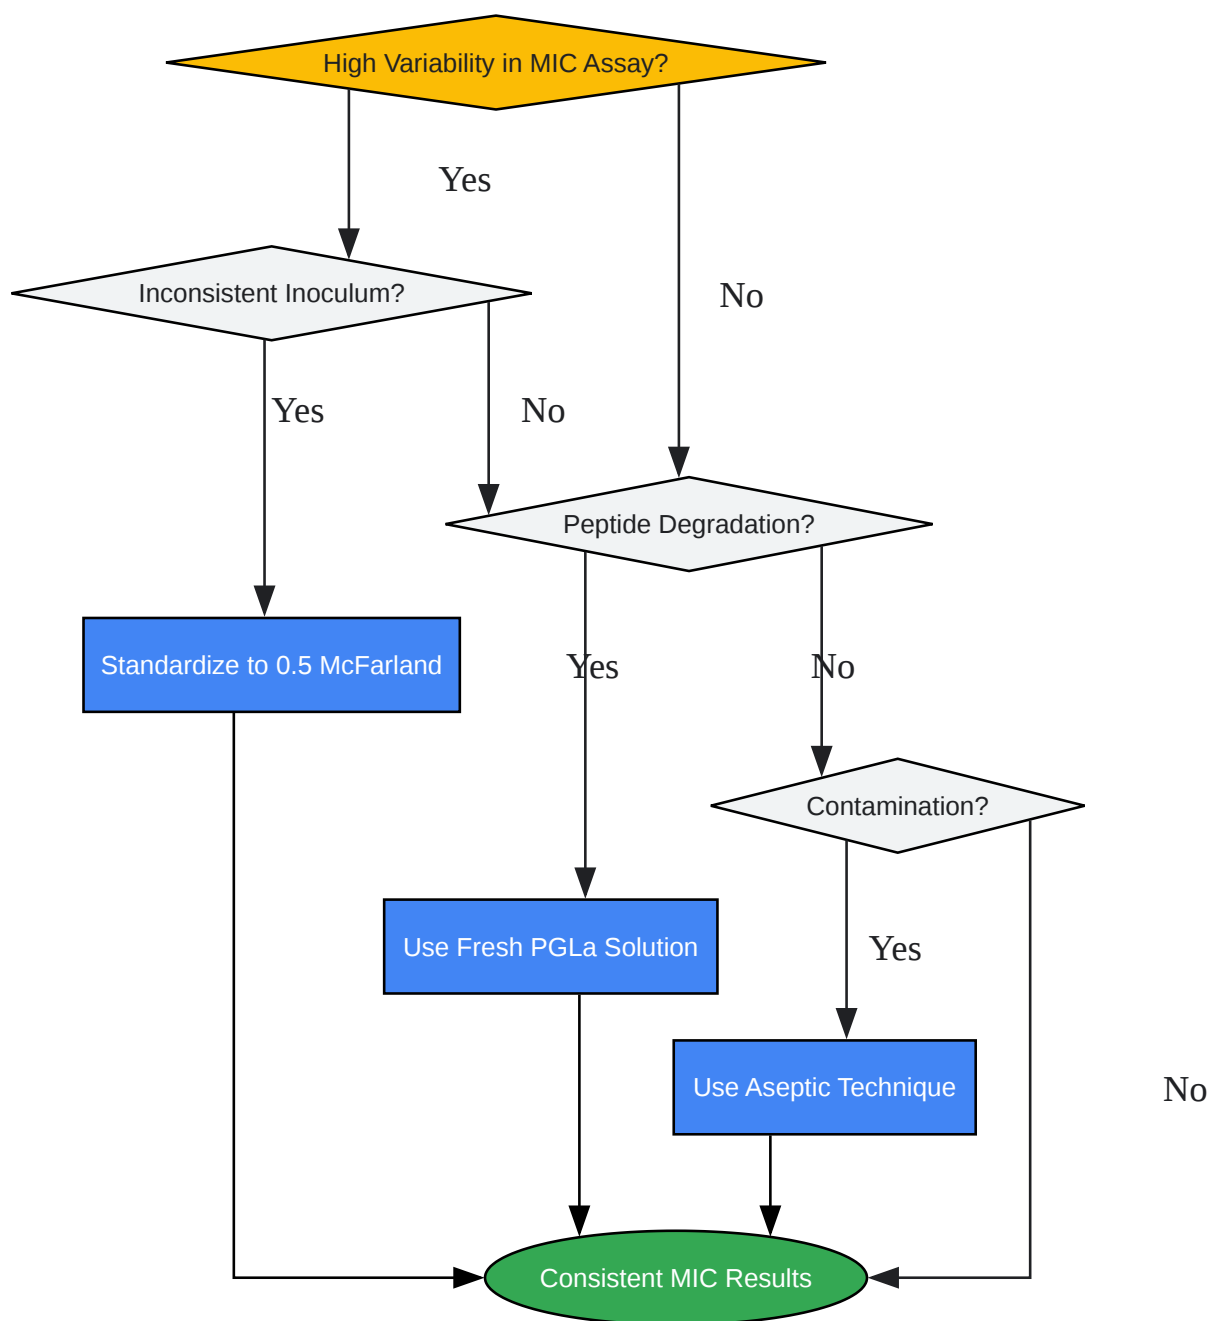 High Variability in MIC Assay?
Yes
Inconsistent Inoculum?
No
Yes
No
Peptide Degradation?
Standardize to 0.5 McFarland
Yes
No
Contamination?
Use Fresh PGLa Solution
Yes
Use Aseptic Technique
No
Consistent MIC Results